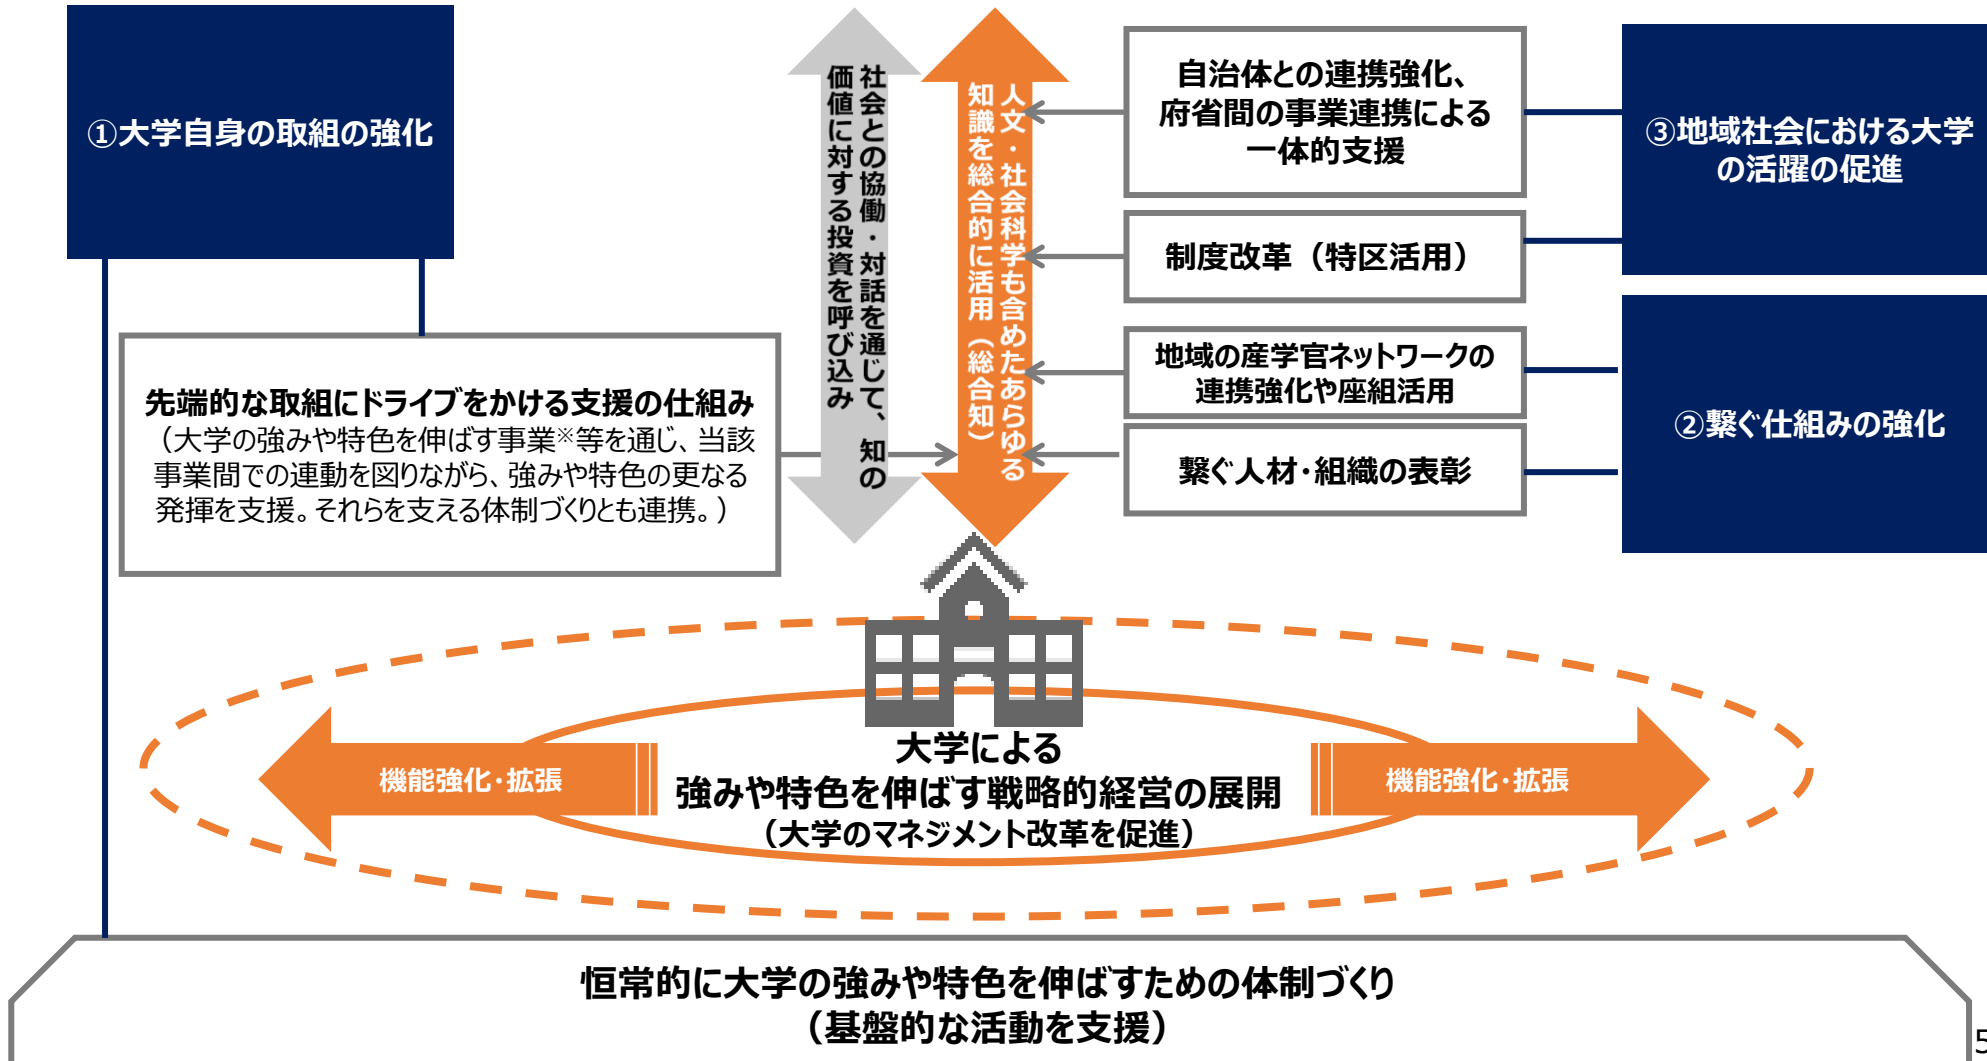 ①大学自身の取組の強化
先端的な取組にドライブをかける支援の仕組み
（大学の強みや特色を伸ばす事業※等を通じ、当該
事業間での連動を図りながら、強みや特色の更なる
発揮を支援。それらを支える体制づくりとも連携。）
社会との協働・対話を通じて、知の
価値に対する投資を呼び込み
人文・社会科学も含めたあらゆる
知識を総合的に活用（総合知）
自治体との連携強化、
府省間の事業連携による
一体的支援
制度改革（特区活用）
地域の産学官ネットワークの
連携強化や座組活用
繋ぐ人材・組織の表彰
③地域社会における大学
の活躍の促進
②繋ぐ仕組みの強化
機能強化・拡張
大学による
強みや特色を伸ばす戦略的経営の展開
（大学のマネジメント改革を促進）
機能強化・拡張
恒常的に大学の強みや特色を伸ばすための体制づくり
（基盤的な活動を支援）
5